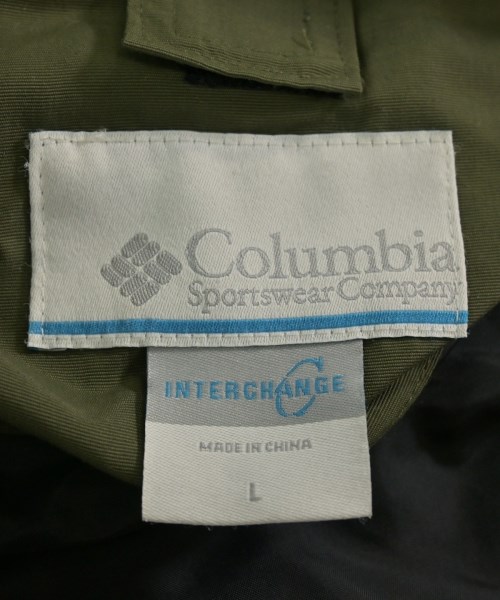 Columbia
Sportswear Company
INTERCHANGE
MADE IN CHINA
L